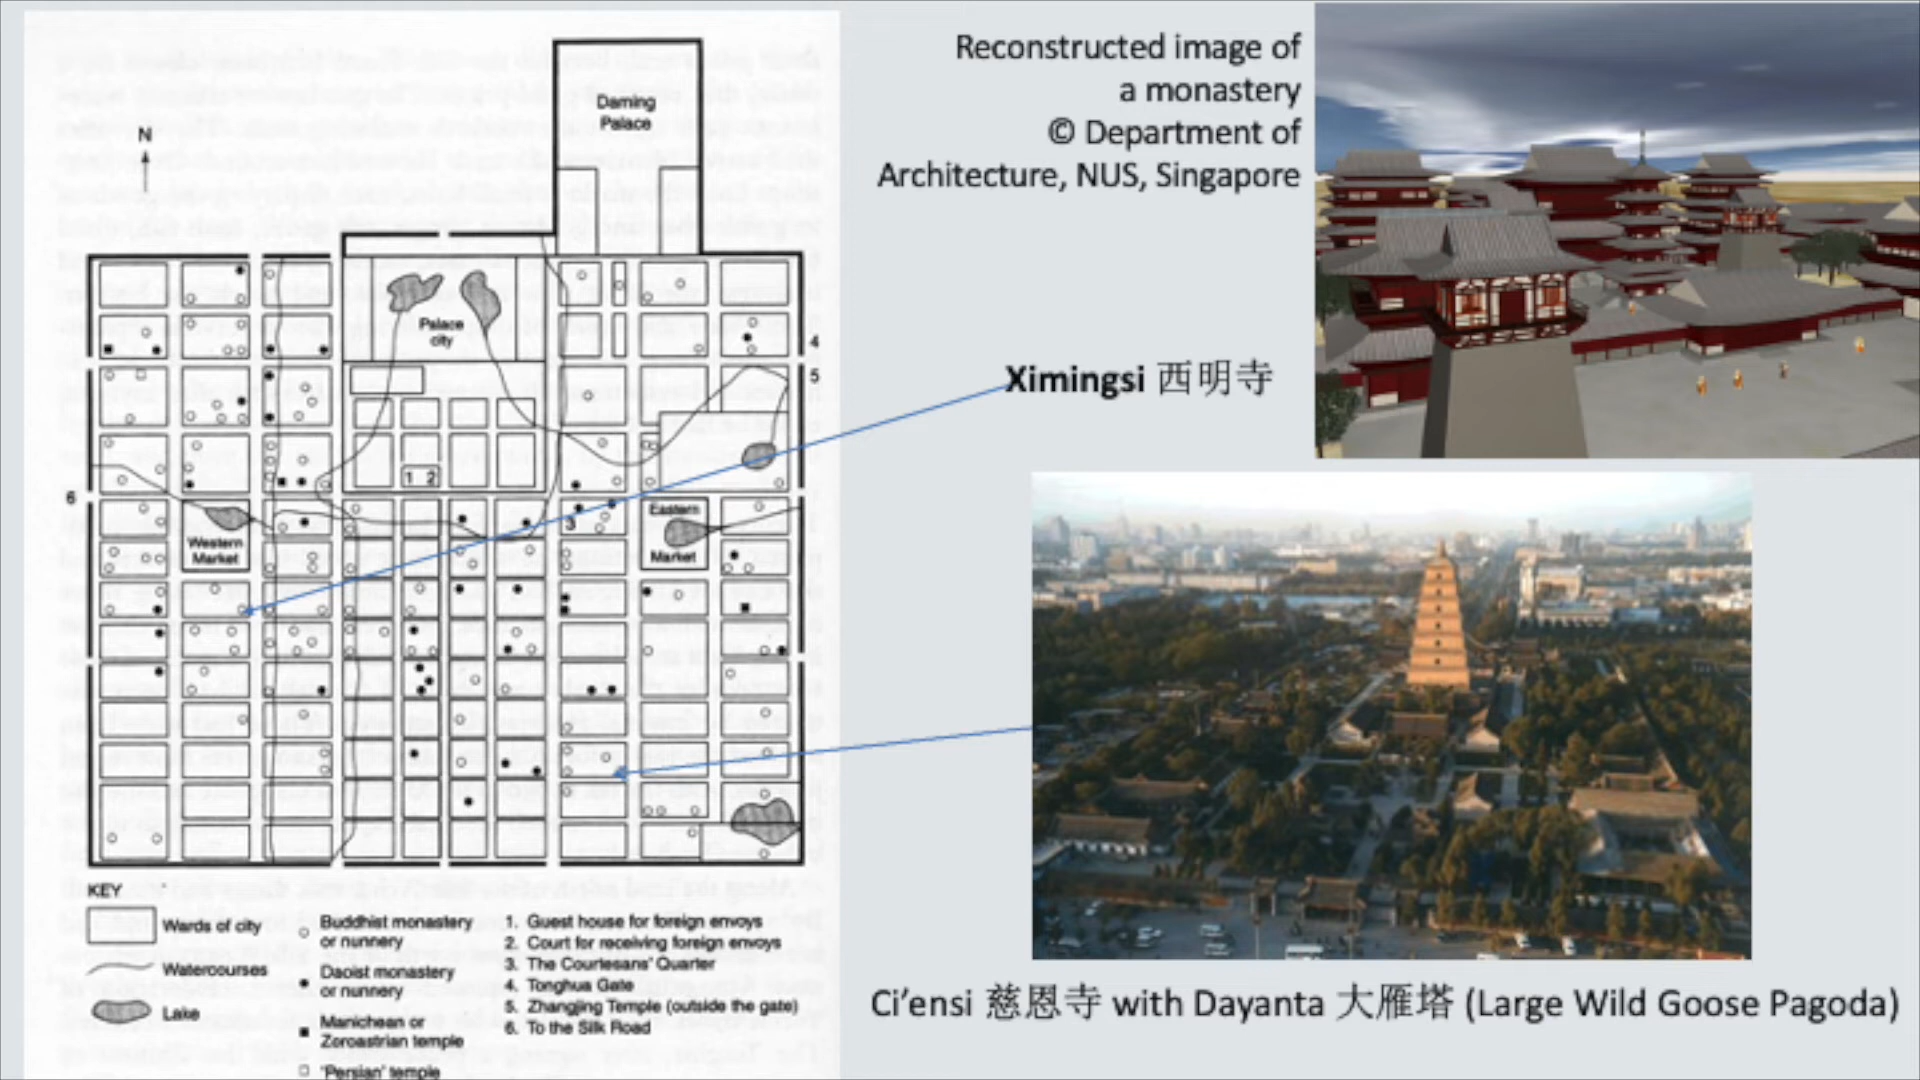 Reconstructed image of
a monastery
© Department of
Architecture, NUS, Singapore
Ximingsi 西明寺
Ci'ensi 慈恩寺 with Dayanta 大雁塔 (Large Wild Goose Pagoda)
N
Daming
Palace
Palace
city
4
5
1 2
6
3
Western
Market
Eastern
Market
KEY
Wards of city
Watercourses
Lake
Buddhist monastery
or nunnery
Daoist monastery
or nunnery
Manichean or
Zoroastrian temple
'Persian' temple
1. Guest house for foreign envoys
2. Court for receiving foreign envoys
3. The Courtesans' Quarter
4. Tonghua Gate
5. Zhangjing Temple (outside the gate)
6. To the Silk Road